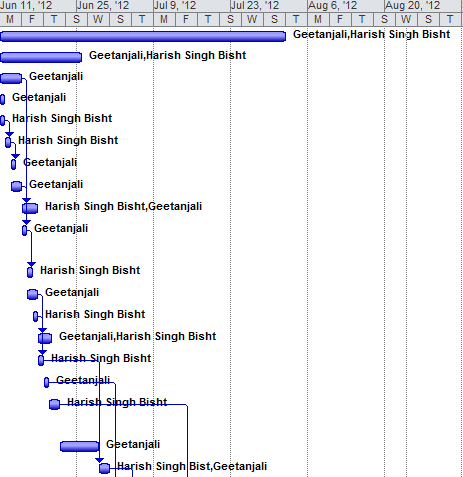 Jun 11, '12 Jun 25, '12 Jul 9, '12 Jul 23, '12 Aug 6, '12 Aug 20, '12
M F T S W S T M F T S W S T M F T S W S T
Geetanjali,Harish Singh Bisht
Geetanjali,Harish Singh Bisht
Geetanjali
Geetanjali
Harish Singh Bisht
Harish Singh Bisht
Geetanjali
Geetanjali
Harish Singh Bisht,Geetanjali
Geetanjali
Harish Singh Bisht
Geetanjali
Harish Singh Bisht
Geetanjali,Harish Singh Bisht
Harish Singh Bisht
Geetanjali
Harish Singh Bisht
Geetanjali
Harish Singh Bist,Geetanjali